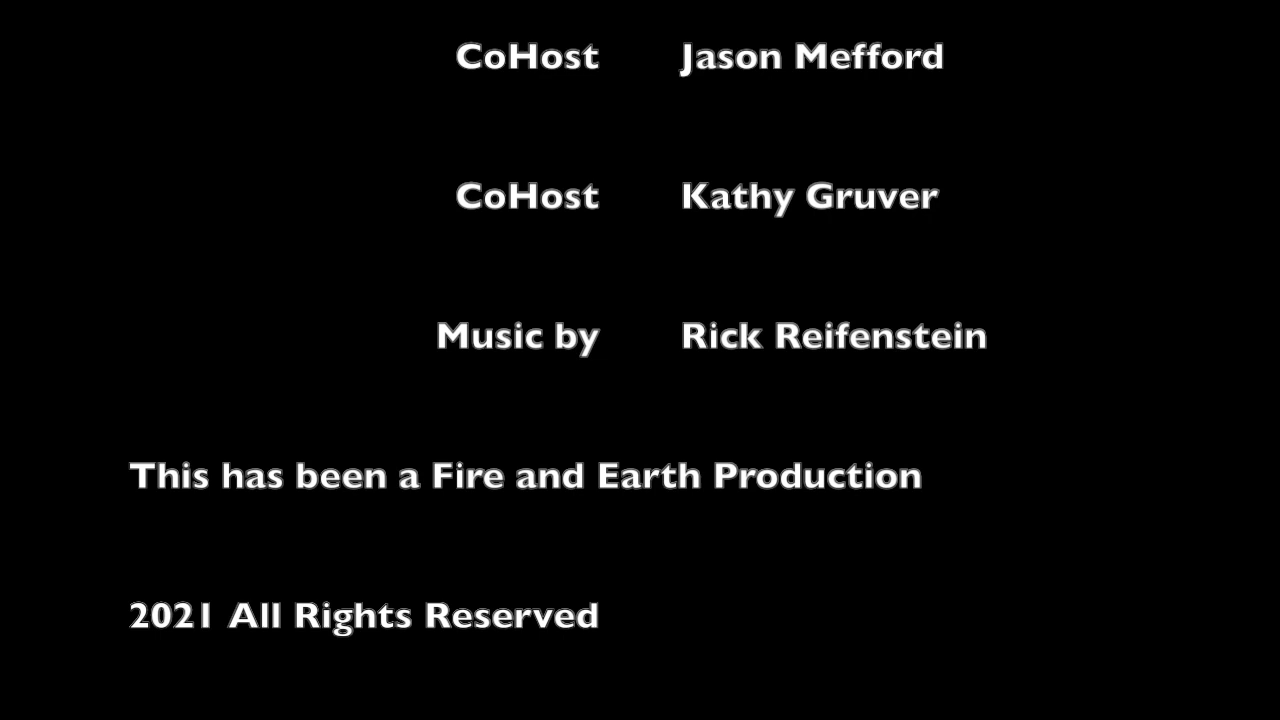 CoHost Jason Mefford
CoHost Kathy Gruver
Music by Rick Reifenstein
This has been a Fire and Earth Production
2021 All Rights Reserved